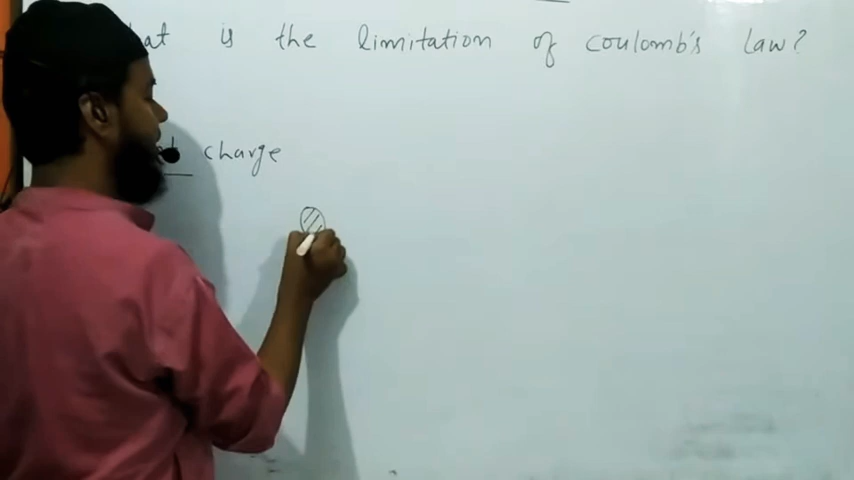 is the limitation of coulomb's law?
charge